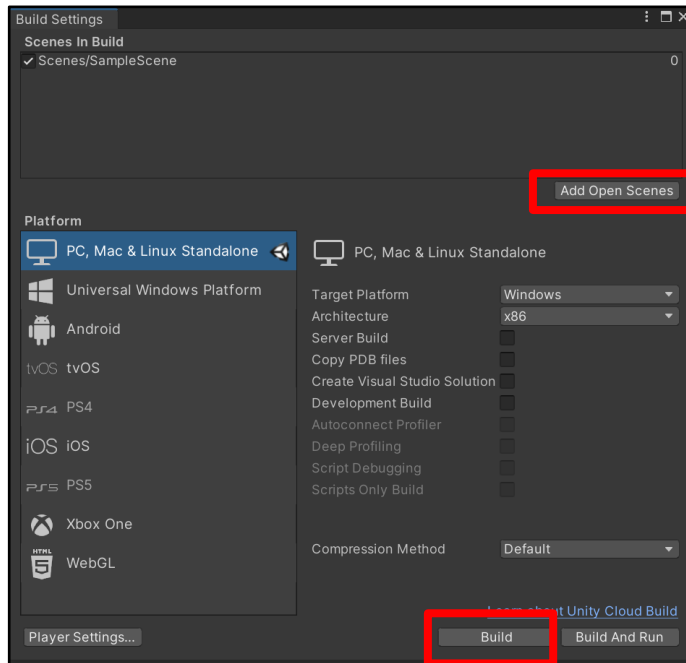 Build Settings
Scenes In Build
Scenes/SampleScene 0
Add Open Scenes
Platform
PC, Mac & Linux Standalone
Universal Windows Platform
Android
tvOS tvOS
PS4 PS4
iOS iOS
PS5 PS5
Xbox One
HTML 5 WebGL
PC, Mac & Linux Standalone
Target Platform Windows
Architecture x86
Server Build
Copy PDB files
Create Visual Studio Solution
Development Build
Autoconnect Profiler
Deep Profiling
Script Debugging
Scripts Only Build
Compression Method Default
Learn about Unity Cloud Build
Player Settings... Build Build And Run